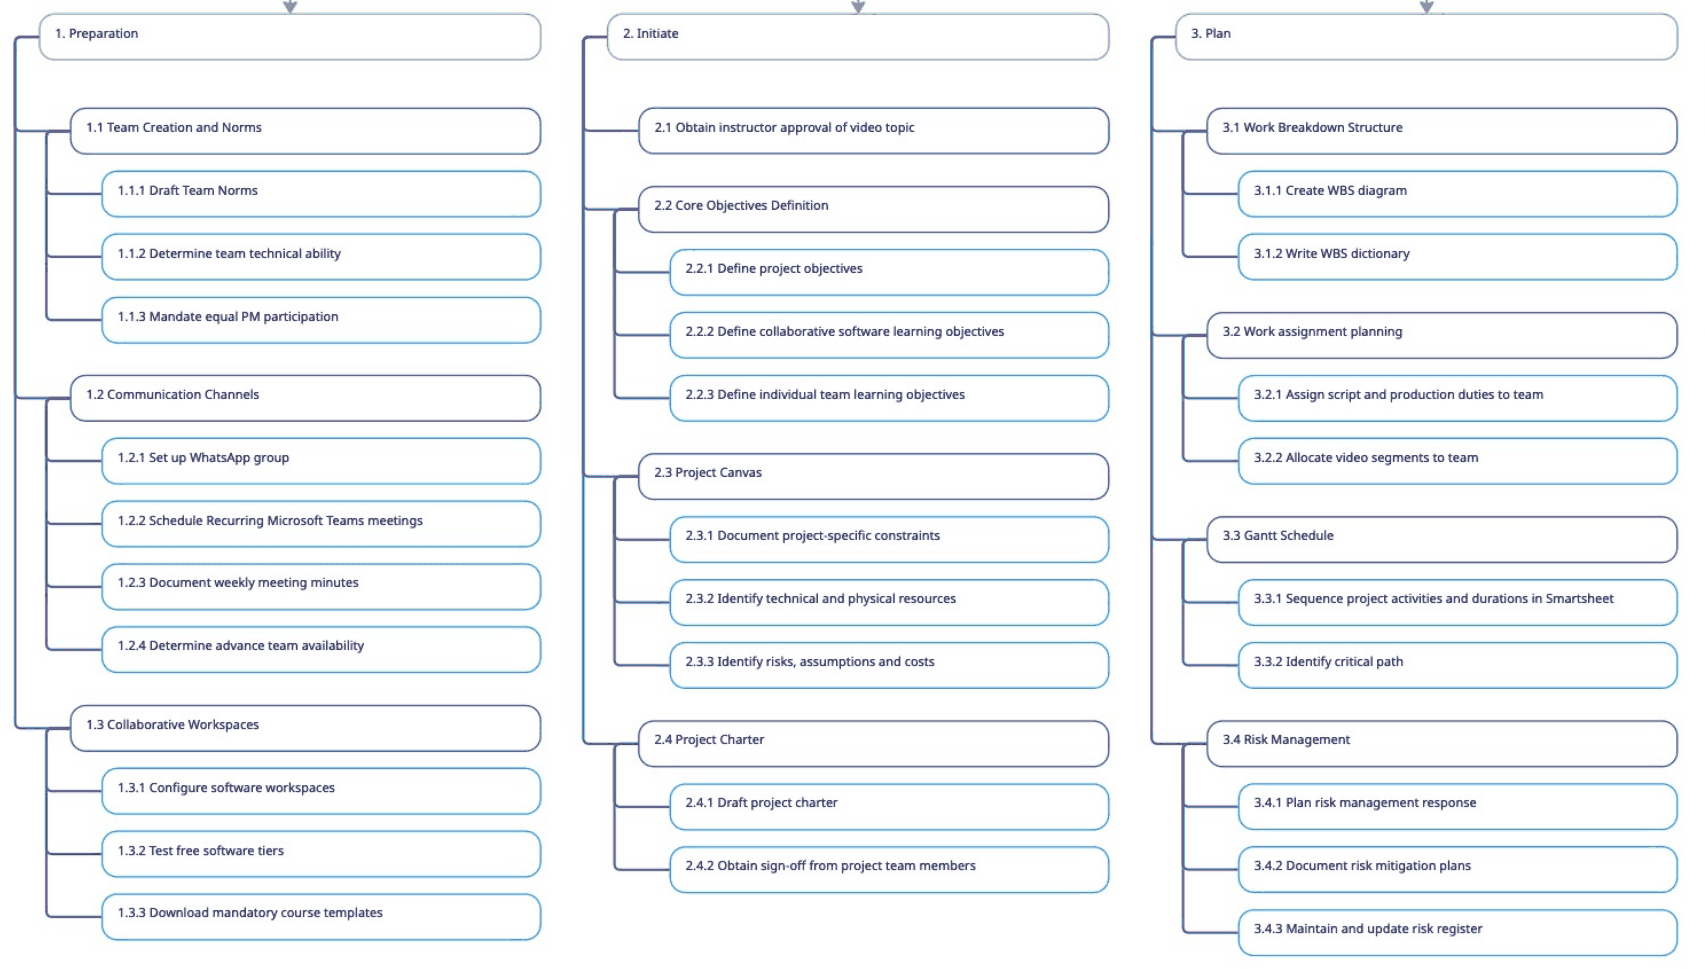 1. Preparation
1.1 Team Creation and Norms
1.1.1 Draft Team Norms
1.1.2 Determine team technical ability
1.1.3 Mandate equal PM participation
1.2 Communication Channels
1.2.1 Set up WhatsApp group
1.2.2 Schedule Recurring Microsoft Teams meetings
1.2.3 Document weekly meeting minutes
1.2.4 Determine advance team availability
1.3 Collaborative Workspaces
1.3.1 Configure software workspaces
1.3.2 Test free software tiers
1.3.3 Download mandatory course templates
2. Initiate
2.1 Obtain instructor approval of video topic
2.2 Core Objectives Definition
2.2.1 Define project objectives
2.2.2 Define collaborative software learning objectives
2.2.3 Define individual team learning objectives
2.3 Project Canvas
2.3.1 Document project-specific constraints
2.3.2 Identify technical and physical resources
2.3.3 Identify risks, assumptions and costs
2.4 Project Charter
2.4.1 Draft project charter
2.4.2 Obtain sign-off from project team members
3. Plan
3.1 Work Breakdown Structure
3.1.1 Create WBS diagram
3.1.2 Write WBS dictionary
3.2 Work assignment planning
3.2.1 Assign script and production duties to team
3.2.2 Allocate video segments to team
3.3 Gantt Schedule
3.3.1 Sequence project activities and durations in Smartsheet
3.3.2 Identify critical path
3.4 Risk Management
3.4.1 Plan risk management response
3.4.2 Document risk mitigation plans
3.4.3 Maintain and update risk register